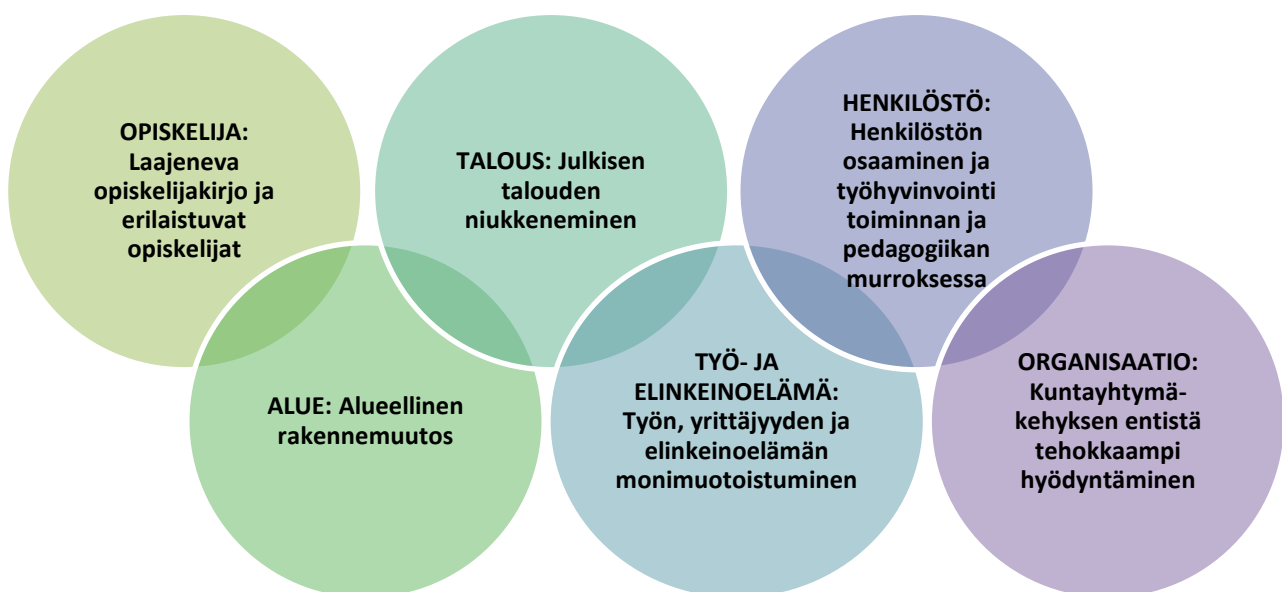 OPISKELIJA:
Laajeneva
opiskelijakirjo ja
erilaistuvat
opiskelijat
ALUE: Alueellinen
rakennemuutos
TALOUS: Julkisen
talouden
niukkeneminen
TYÖ- JA
ELINKEINOELÄMÄ:
Työn, yrittäjyyden ja
elinkeinoelämän
monimuotoistuminen
HENKILÖSTÖ:
Henkilöstön
osaaminen ja
työhyvinvointi
toiminnan ja
pedagogiikan
murroksessa
ORGANISAATIO:
Kuntayhtymä-
kehyksen entistä
tehokkaampi
hyödyntäminen